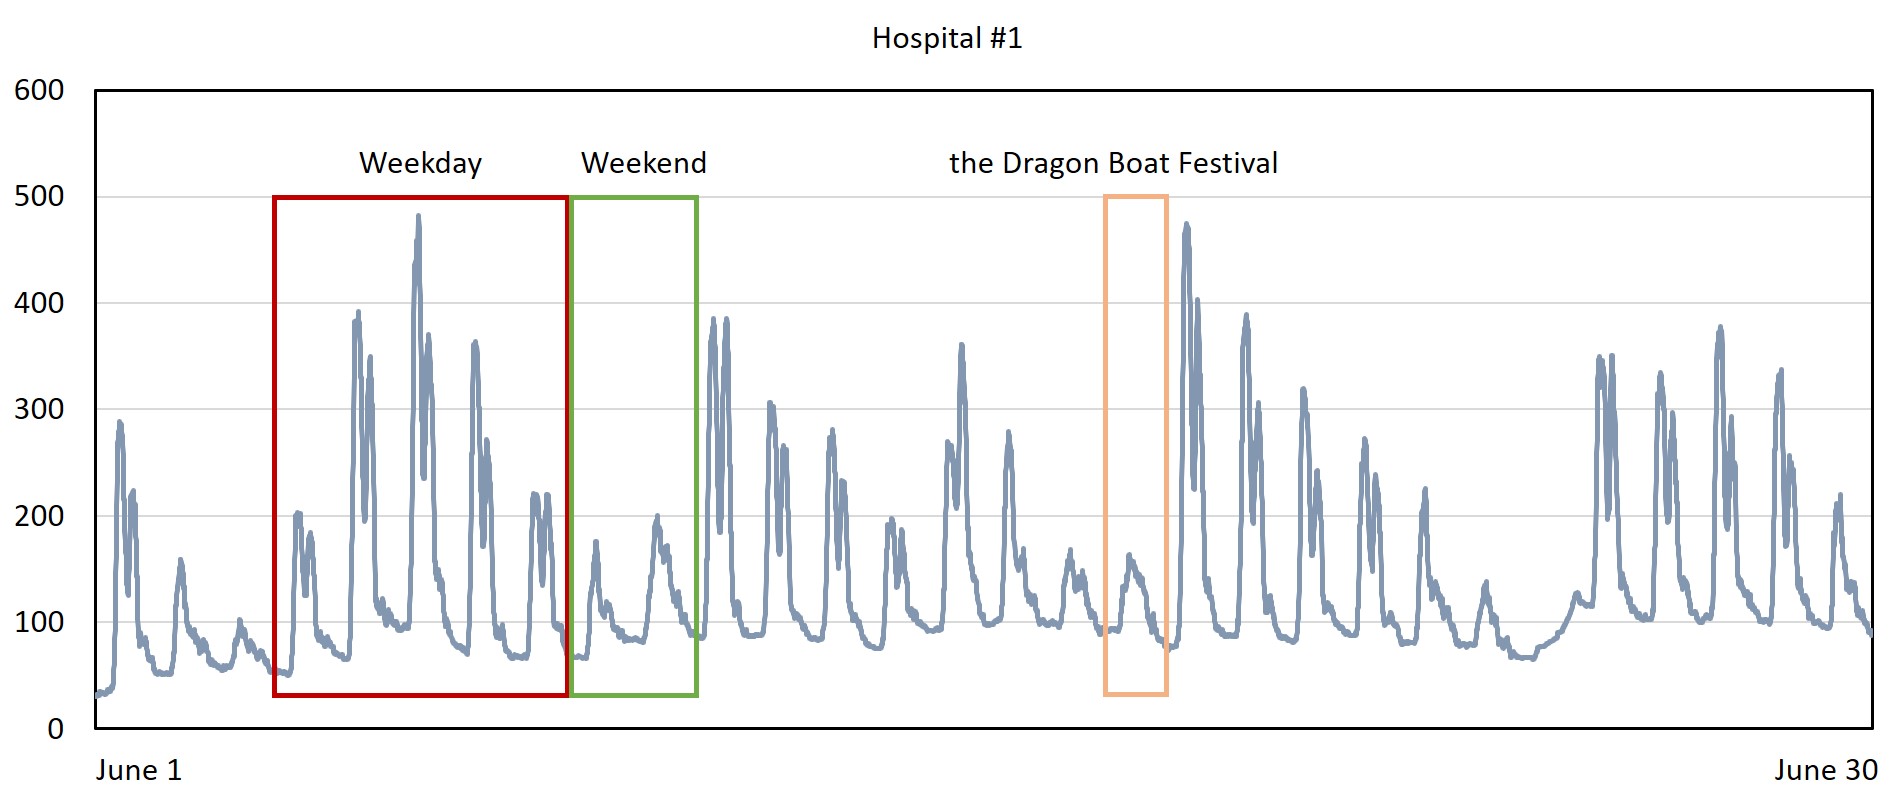 Hospital #1
600
Weekday
Weekend
the Dragon Boat Festival
500
400
300
200
100
0
June 1
June 30